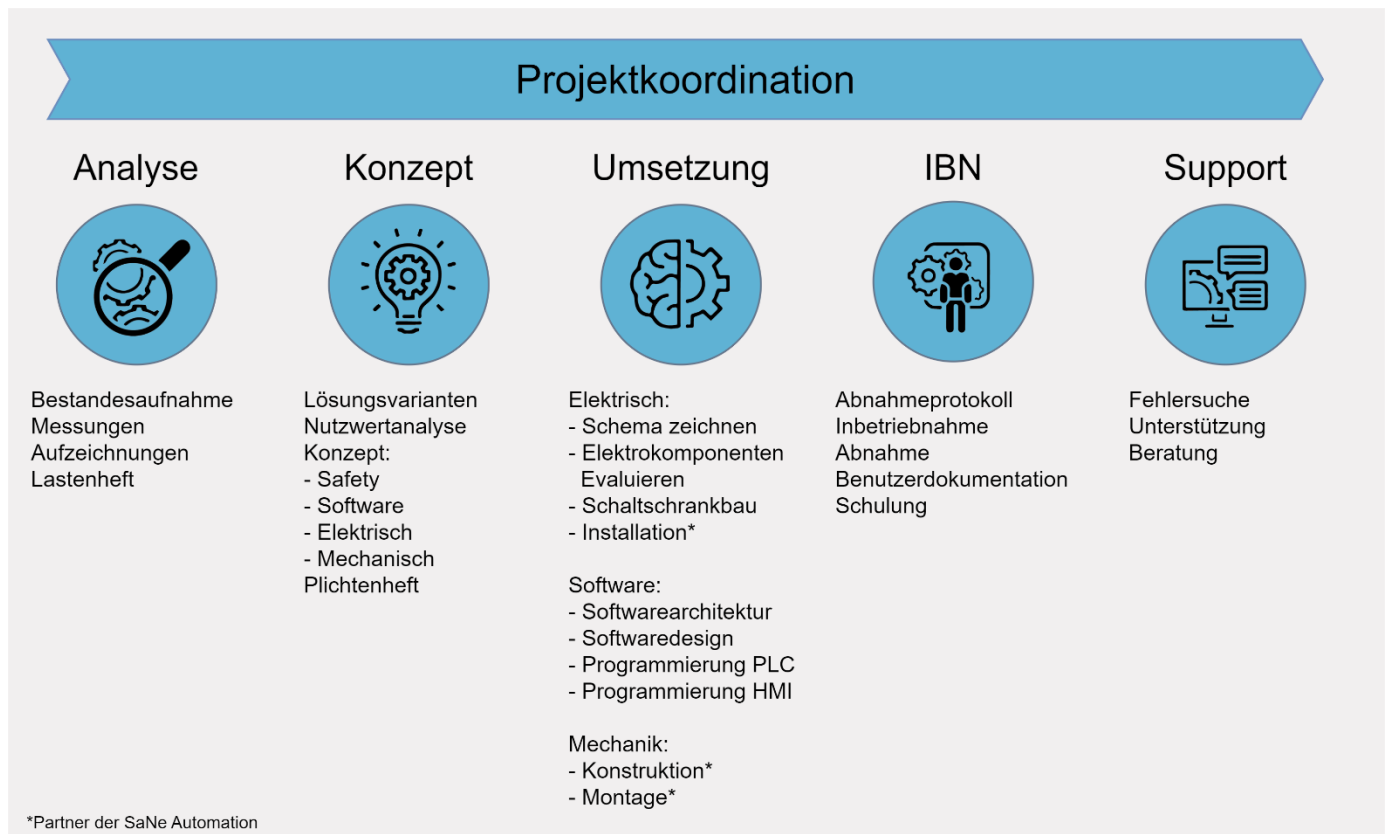 Projektkoordination
Analyse
Bestandesaufnahme
Messungen
Aufzeichnungen
Lastenheft
Konzept
Lösungsvarianten
Nutzwertanalyse
Konzept:
- Safety
- Software
- Elektrisch
- Mechanisch
Plichtenheft
Umsetzung
Elektrisch:
- Schema zeichnen
- Elektrokomponenten
Evaluieren
- Schaltschrankbau
- Installation*
Software:
- Softwarearchitektur
- Softwaredesign
- Programmierung PLC
- Programmierung HMI
Mechanik:
- Konstruktion*
- Montage*
IBN
Abnahmeprotokoll
Inbetriebnahme
Abnahme
Benutzerdokumentation
Schulung
Support
Fehlersuche
Unterstützung
Beratung
*Partner der SaNe Automation